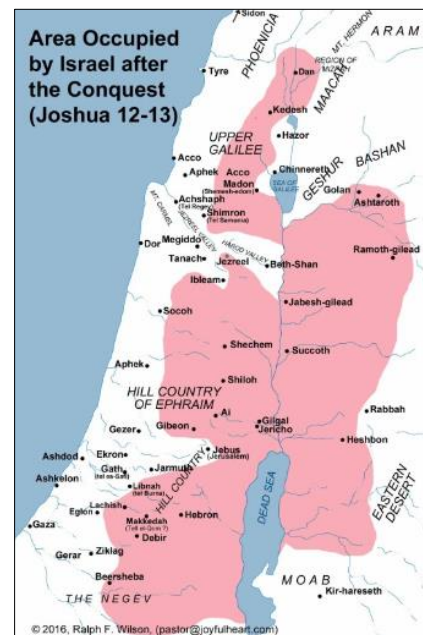 Area Occupied
by Israel after
the Conquest
(Joshua 12-13)
Sidon
PHOENICIA
MT. HERMON
ARAM
REGION OF
Tyre
Dan
MAACAH
Kedesh
UPPER
GALILEE
Hazor
Acco
Acco
Chinnereth
BASHAN
Aphek
Madon
SEA OF
GALILEE
GESHUR
Golan
Achshaph
Ashtaroth
Shimron
MT. CARMEL
JEZREEL VALLEY
HAROD VALLEY
Dor
Megiddo
Ramoth-gilead
Tanach
Jezreel
Beth-Shan
Ibleam
Socoh
Jabesh-gilead
Shechem
Succoth
Aphek
Shiloh
HILL COUNTRY
OF EPHRAIM
Ai
Gilgal
Jericho
Rabbah
Gezer
Gibeon
Heshbon
Jebus
(Jerusalem)
Ashdod
Ekron
Gath
Jarmuth
Ashkelon
Libnah
HILL COUNTRY
DEAD SEA
EASTERN
DESERT
Lachish
Eglon
Gaza
Makkedah
Hebron
Debir
Gerar
Ziklag
Beersheba
MOAB
THE NEGEV
Kir-hareseth
© 2016, Ralph F. Wilson, (pastor@joyfulheart.com)